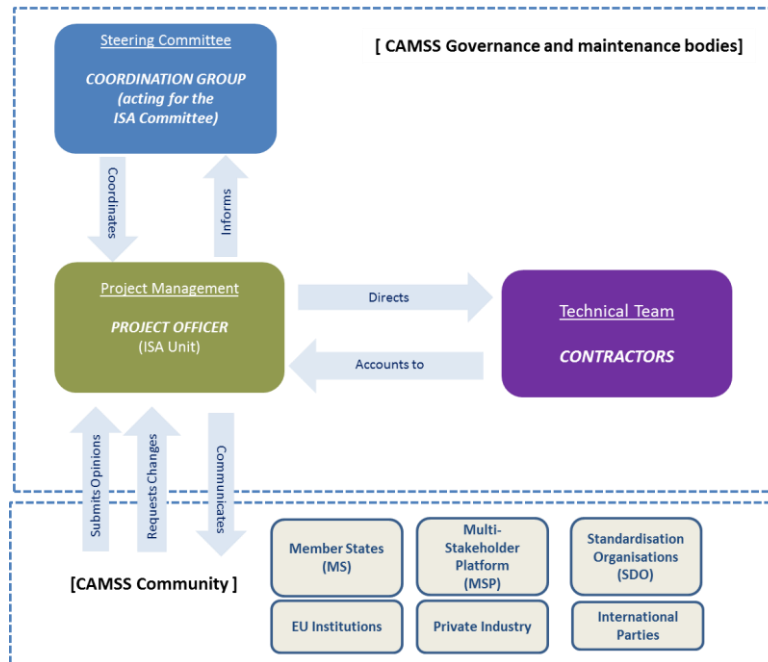 Steering Committee
COORDINATION GROUP
(acting for the
ISA Committee)
[ CAMSS Governance and maintenance bodies]
Coordinates
Informs
Project Management
PROJECT OFFICER
(ISA Unit)
Directs
Accounts to
Technical Team
CONTRACTORS
Submits Opinions
Requests Changes
Communicates
[CAMSS Community ]
Member States
(MS)
Multi-
Stakeholder
Platform
(MSP)
Standardisation
Organisations
(SDO)
EU Institutions
Private Industry
International
Parties